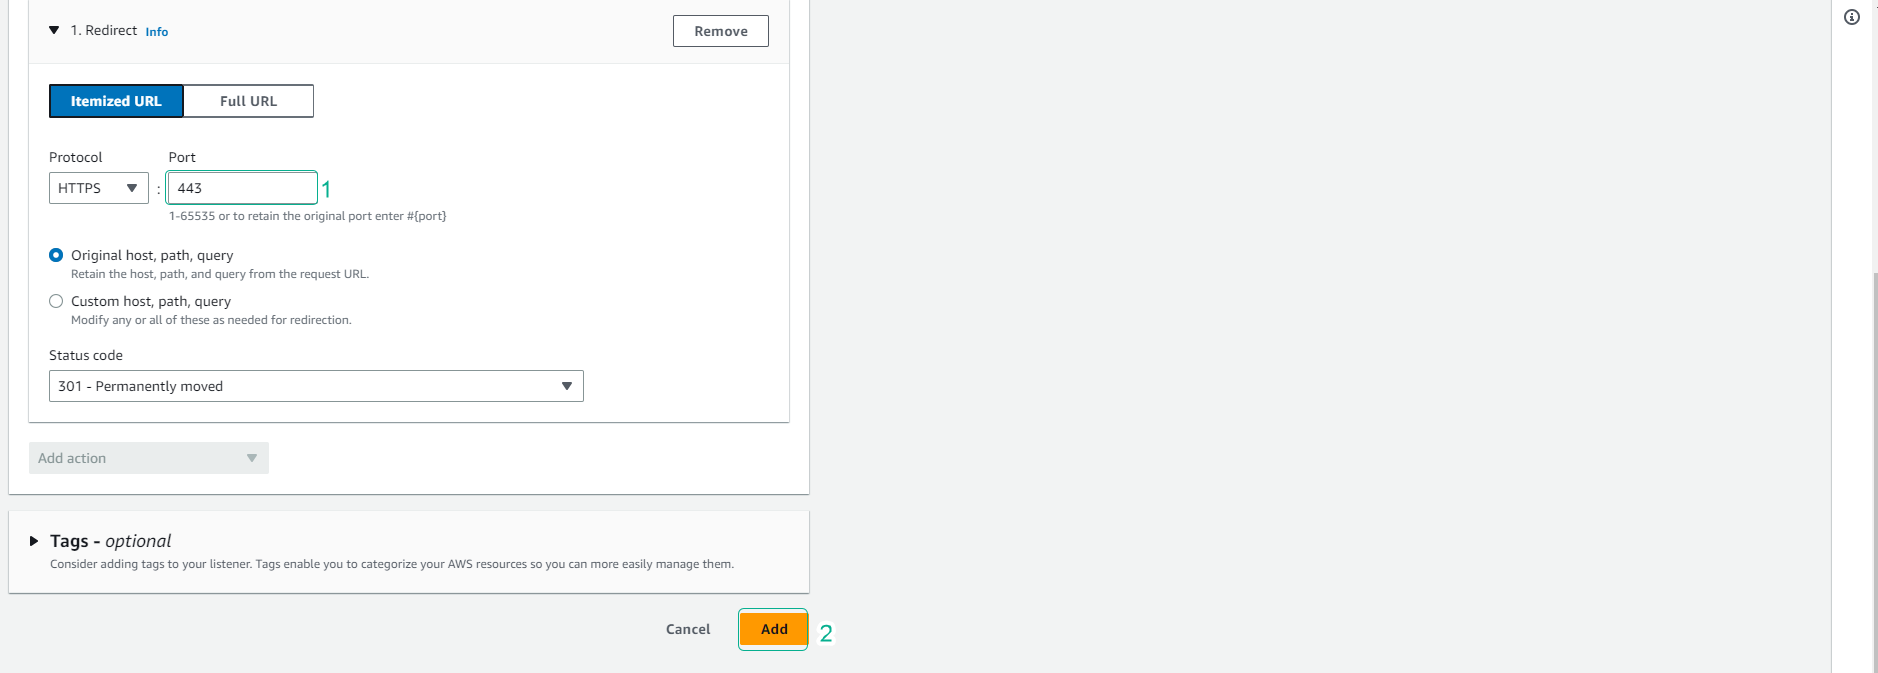 1. Redirect Info
Remove
Itemized URL
Full URL
Protocol
Port
HTTPS
:
443
1
1-65535 or to retain the original port enter #{port}
Original host, path, query
Retain the host, path, and query from the request URL.
Custom host, path, query
Modify any or all of these as needed for redirection.
Status code
301 - Permanently moved
Add action
Tags - optional
Consider adding tags to your listener. Tags enable you to categorize your AWS resources so you can more easily manage them.
Cancel
Add
2